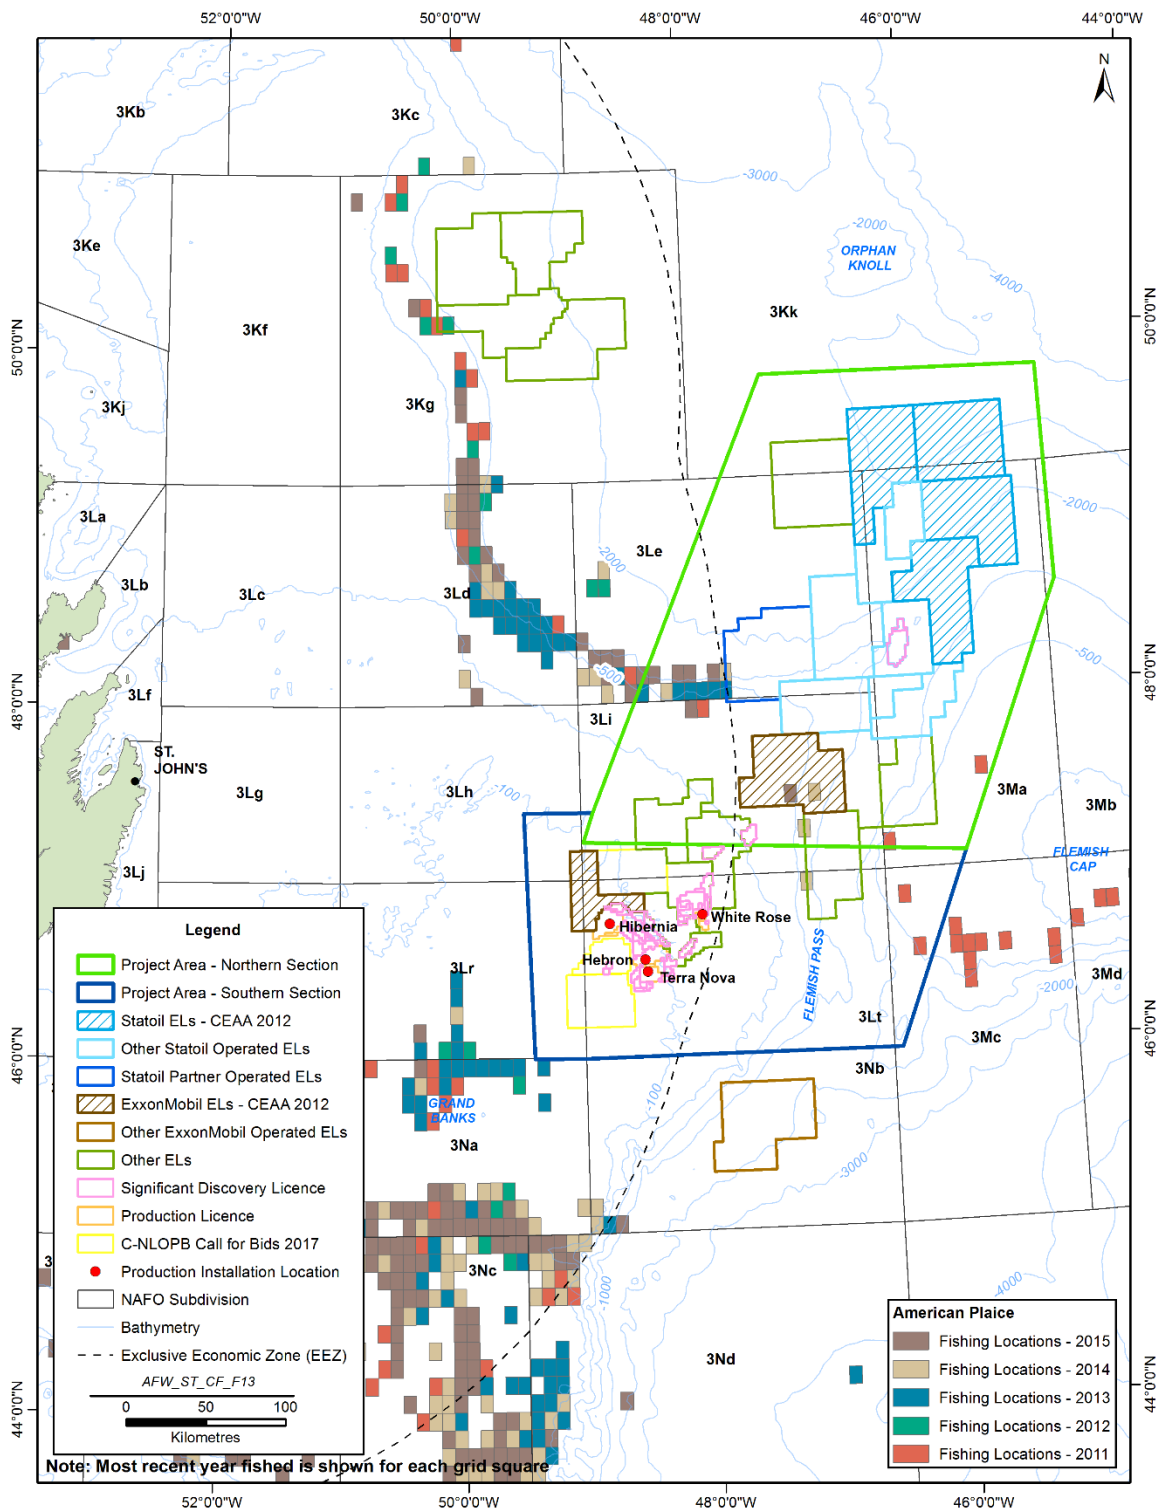 52°0'0"W
50°0'0"W
48°0'0"W
46°0'0"W
44°0'0"W
N
3Kb
3Kc
-3000
-2000
ORPHAN
KNOLL
3Ke
-4000
3Kk
50°0'0"N
50°0'0"N
3Kf
3Kj
3Kg
-2000
3La
3Le
-2000
3Lb
3Lc
3Ld
-500
-500
48°0'0"N
48°0'0"N
3Lf
3Li
ST.
JOHN'S
3Lg
3Lh
-100
3Ma
3Mb
FLEMISH
CAP
3Lj
White Rose
Hibernia
Hebron
Terra Nova
FLEMISH PASS
3Lr
3Md
-2000
3Lt
3Mc
46°0'0"N
46°0'0"N
3Nb
-100
GRAND
BANKS
3Na
-3000
3Nc
-1000
-4000
3Nd
44°0'0"N
44°0'0"N
Legend
Project Area - Northern Section
Project Area - Southern Section
Statoil ELs - CEAA 2012
Other Statoil Operated ELs
Statoil Partner Operated ELs
ExxonMobil ELs - CEAA 2012
Other ExxonMobil Operated ELs
Other ELs
Significant Discovery Licence
Production Licence
C-NLOPB Call for Bids 2017
Production Installation Location
NAFO Subdivision
Bathymetry
Exclusive Economic Zone (EEZ)
AFW_ST_CF_F13
0 50 100
Kilometres
American Plaice
Fishing Locations - 2015
Fishing Locations - 2014
Fishing Locations - 2013
Fishing Locations - 2012
Fishing Locations - 2011
Note: Most recent year fished is shown for each grid square
52°0'0"W
50°0'0"W
48°0'0"W
46°0'0"W